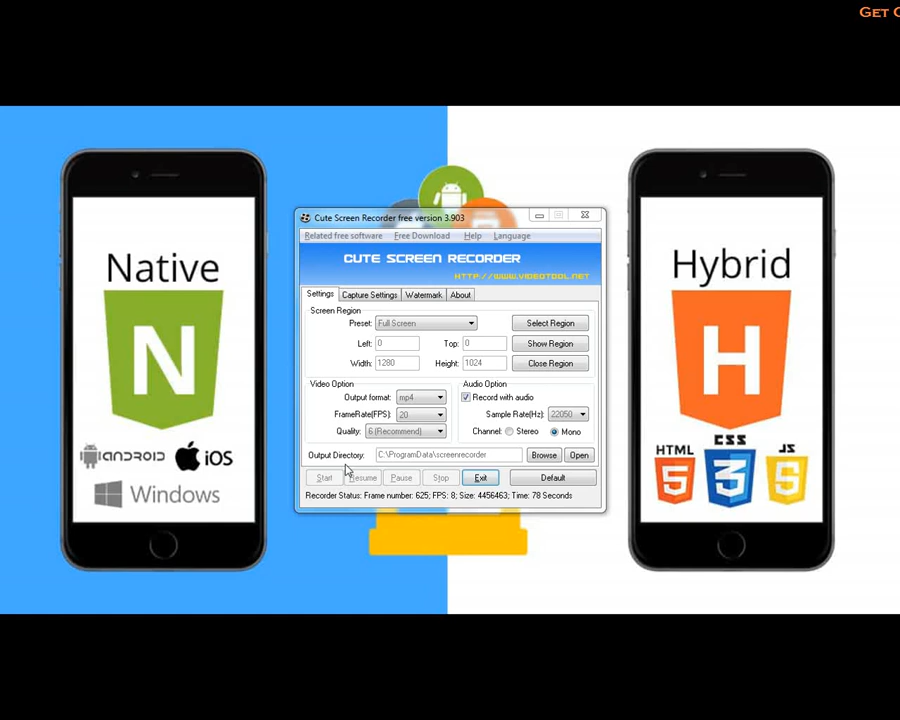 GET
Native
N
ANDROID
iOS
Windows
Cute Screen Recorder free version 3.903
Related free software Free Download Help Language
CUTE SCREEN RECORDER
HTTP://WWW.VIDEOTOOL.NET
Settings Capture Settings Watermark About
Screen Region
Preset: Full Screen Select Region
Left: 0 Top: 0 Show Region
Width: 1280 Height: 1024 Close Region
Video Option
Output format: mp4
FrameRate(FPS): 20
Quality: 6 (Recommend)
Audio Option
Record with audio
Sample Rate(Hz): 22050
Channel: Stereo Mono
Output Directory: C:\ProgramData\screenrecorder Browse Open
Start Resume Pause Stop Exit Default
Recorder Status: Frame number: 625; FPS: 8; Size: 4456463; Time: 78 Seconds
Hybrid
H
HTML CSS JS
5 3 5